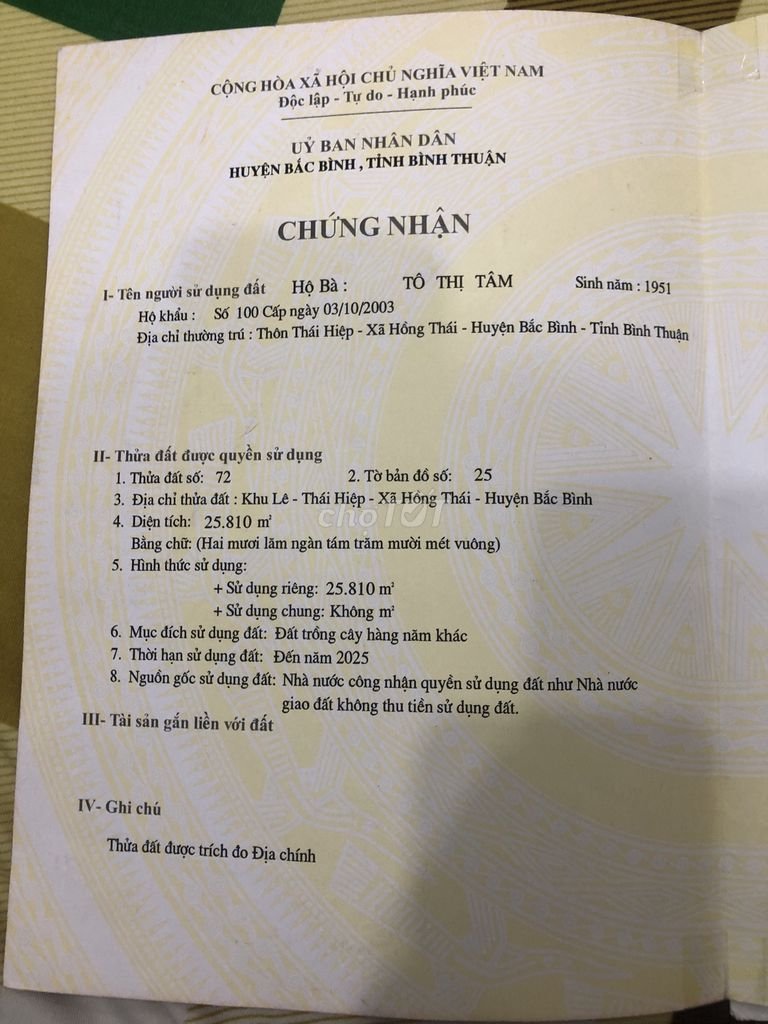 CỘNG HÒA XÃ HỘI CHỦ NGHĨA VIỆT NAM
Độc lập - Tự do - Hạnh phúc
UỶ BAN NHÂN DÂN
HUYỆN BẮC BÌNH , TỈNH BÌNH THUẬN
CHỨNG NHẬN
I- Tên người sử dụng đất Hộ Bà : TÔ THỊ TÂM Sinh năm : 1951
Hộ khẩu : Số 100 Cấp ngày 03/10/2003
Địa chỉ thường trú : Thôn Thái Hiệp - Xã Hồng Thái - Huyện Bắc Bình - Tỉnh Bình Thuận
II- Thửa đất được quyền sử dụng
1. Thửa đất số: 72 2. Tờ bản đồ số: 25
3. Địa chỉ thửa đất : Khu Lê - Thái Hiệp - Xã Hồng Thái - Huyện Bắc Bình
chợTỐT
4. Diện tích: 25.810 m²
Bằng chữ: (Hai mươi lăm ngàn tám trăm mười mét vuông)
5. Hình thức sử dụng:
+ Sử dụng riêng: 25.810 m²
+ Sử dụng chung: Không m²
6. Mục đích sử dụng đất: Đất trồng cây hàng năm khác
7. Thời hạn sử dụng đất: Đến năm 2025
8. Nguồn gốc sử dụng đất: Nhà nước công nhận quyền sử dụng đất như Nhà nước
giao đất không thu tiền sử dụng đất.
III- Tài sản gắn liền với đất
IV- Ghi chú
Thửa đất được trích đo Địa chính